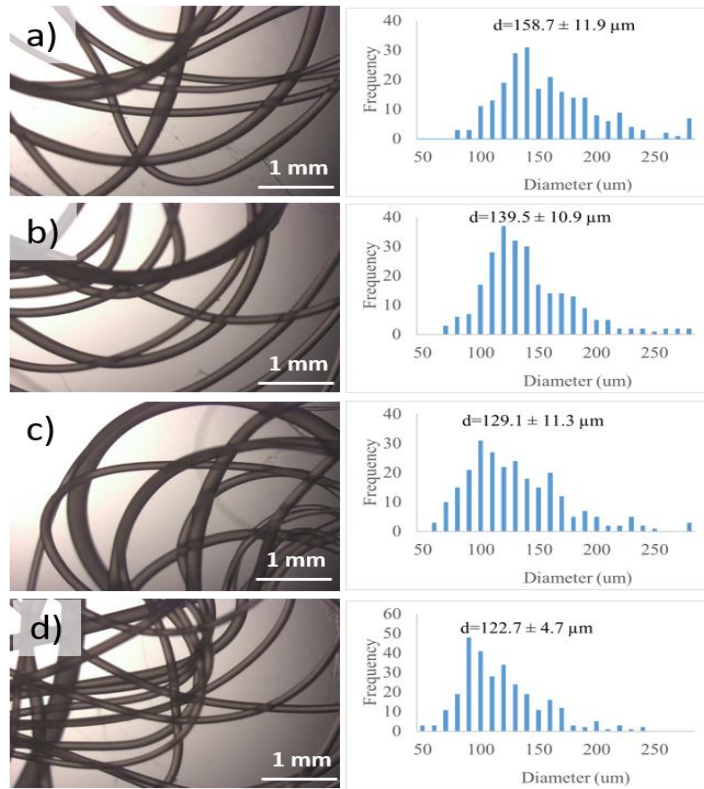 a)
1 mm
d=158.7 ± 11.9 µm
Frequency
40
30
20
10
0
50 100 150 200 250
Diameter (um)
b)
1 mm
d=139.5 ± 10.9 µm
Frequency
40
30
20
10
0
50 100 150 200 250
Diameter (um)
c)
1 mm
d=129.1 ± 11.3 µm
Frequency
40
30
20
10
0
50 100 150 200 250
Diameter (um)
d)
1 mm
d=122.7 ± 4.7 µm
Frequency
60
50
40
30
20
10
0
50 100 150 200 250
Diameter (um)